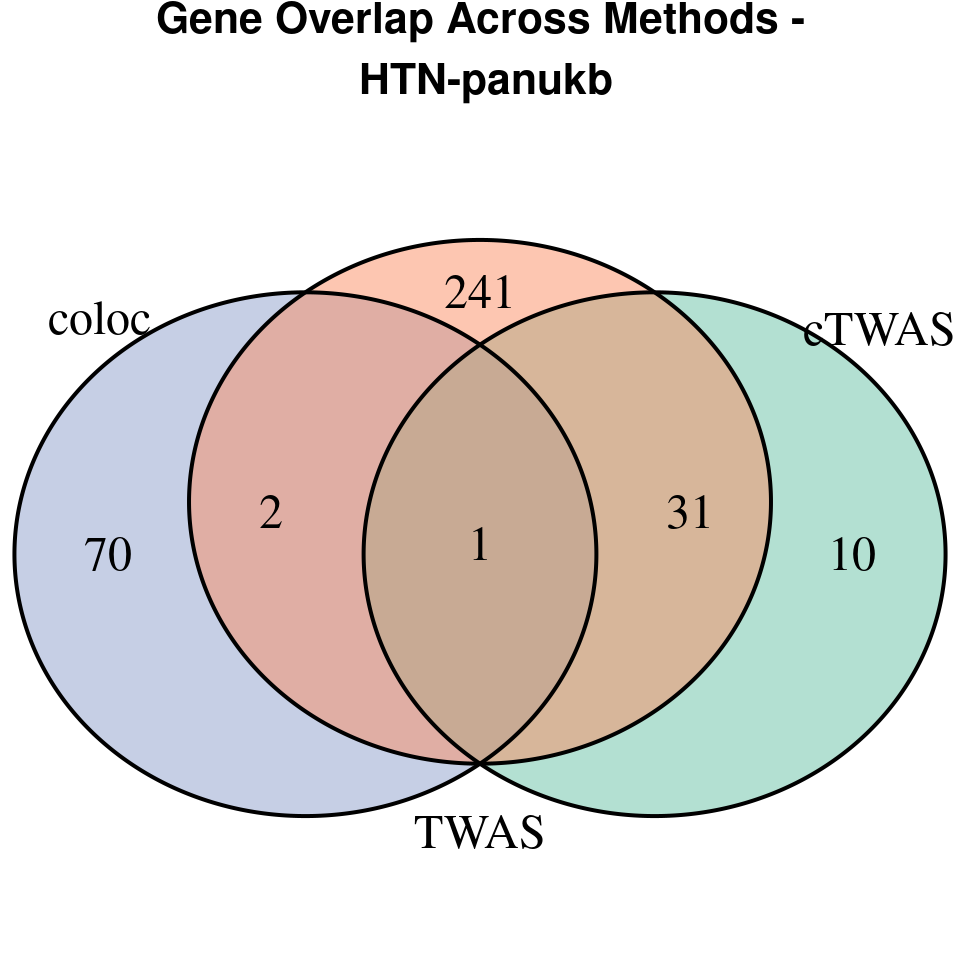 Gene Overlap Across Methods -
HTN-panukb
241
coloc
cTWAS
2
31
1
70
10
TWAS